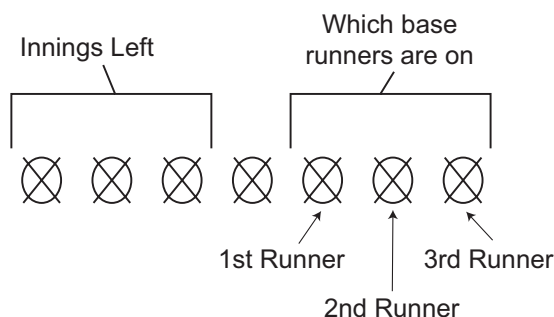 Innings Left
Which base
runners are on
1st Runner
2nd Runner
3rd Runner